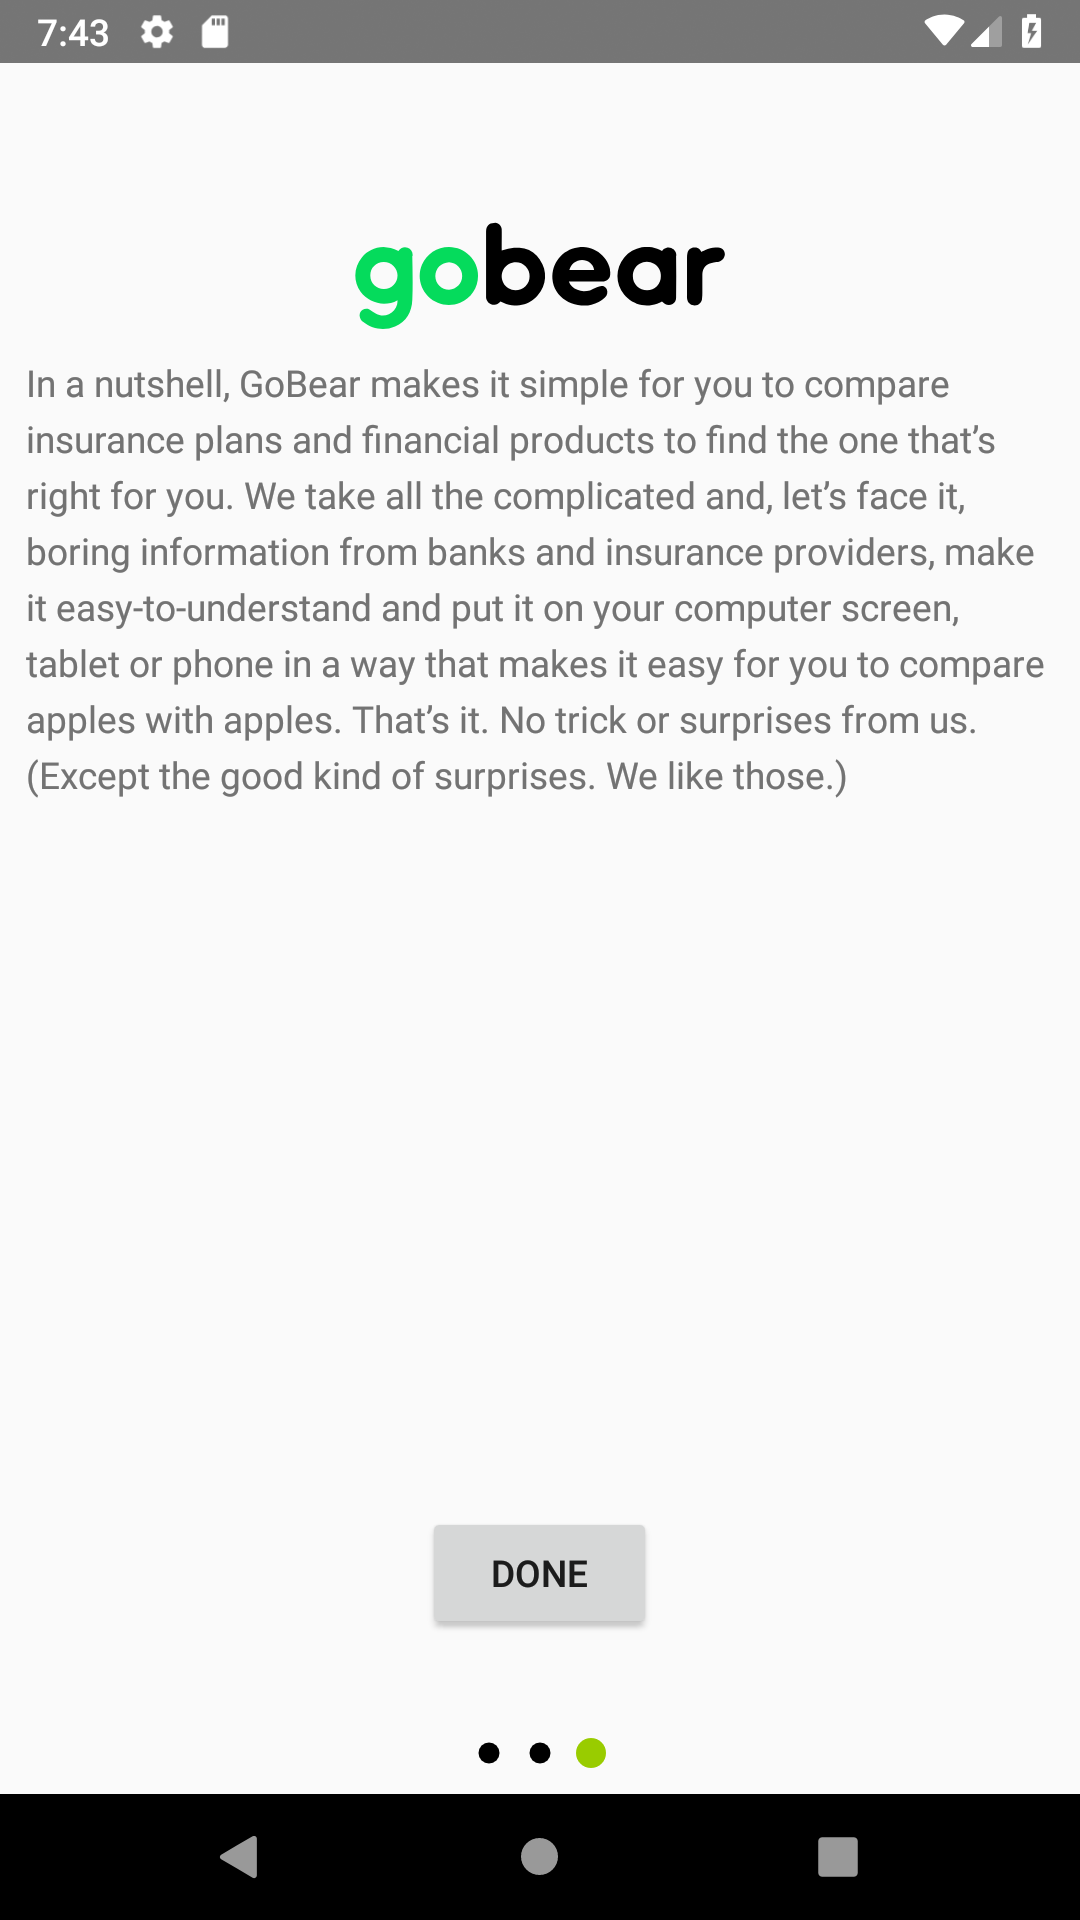 7:43
gobear
In a nutshell, GoBear makes it simple for you to compare
insurance plans and financial products to find the one that’s
right for you. We take all the complicated and, let’s face it,
boring information from banks and insurance providers, make
it easy-to-understand and put it on your computer screen,
tablet or phone in a way that makes it easy for you to compare
apples with apples. That’s it. No trick or surprises from us.
(Except the good kind of surprises. We like those.)
DONE